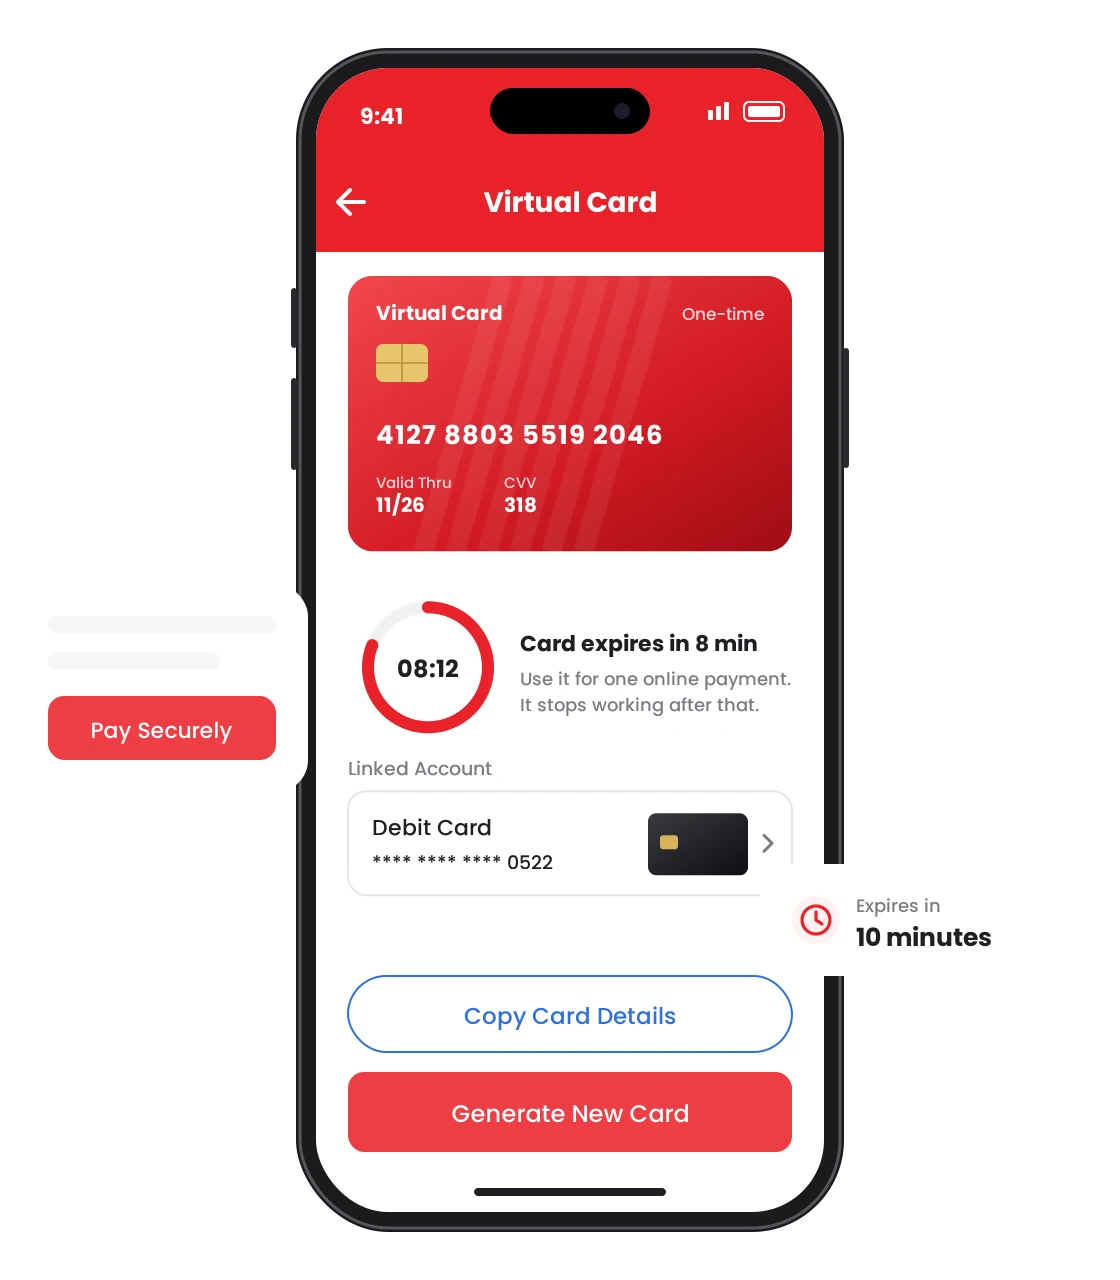 9:41
Virtual Card
Virtual Card
One-time
4127 8803 5519 2046
Valid Thru
CVV
11/26
318
08:12
Card expires in 8 min
Use it for one online payment.
It stops working after that.
Pay Securely
Linked Account
Debit Card
**** **** **** 0522
Expires in
10 minutes
Copy Card Details
Generate New Card